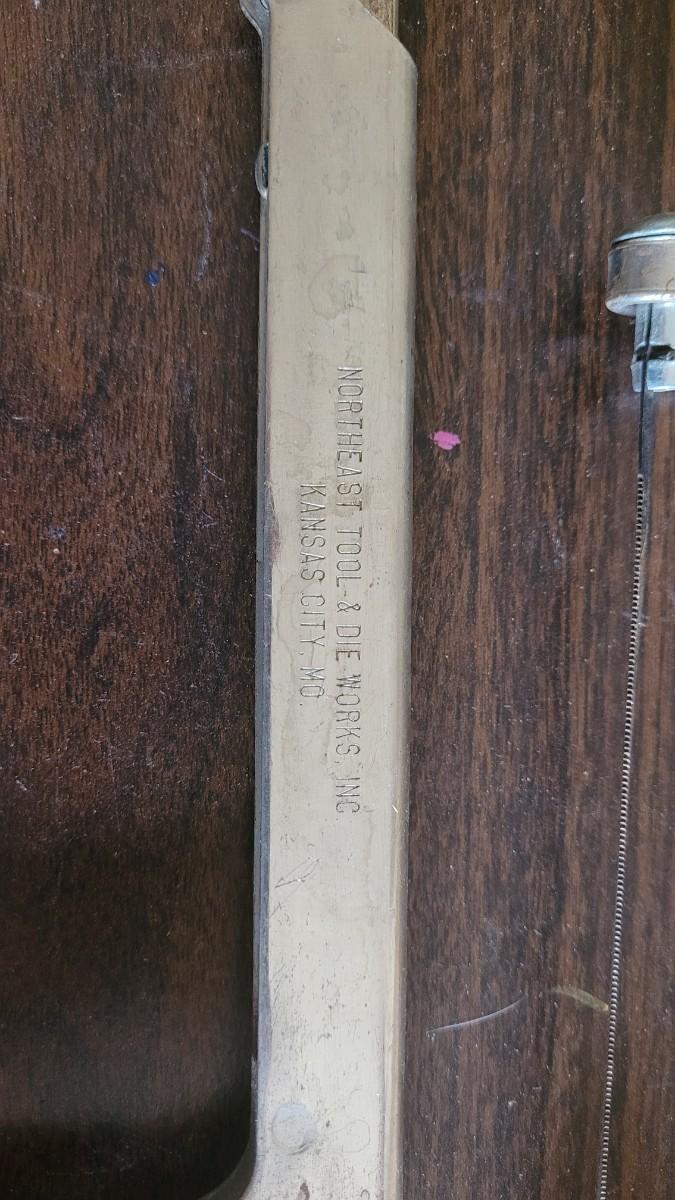 NORTHEAST TOOL & DIE WORKS, INC
KANSAS CITY, MO.